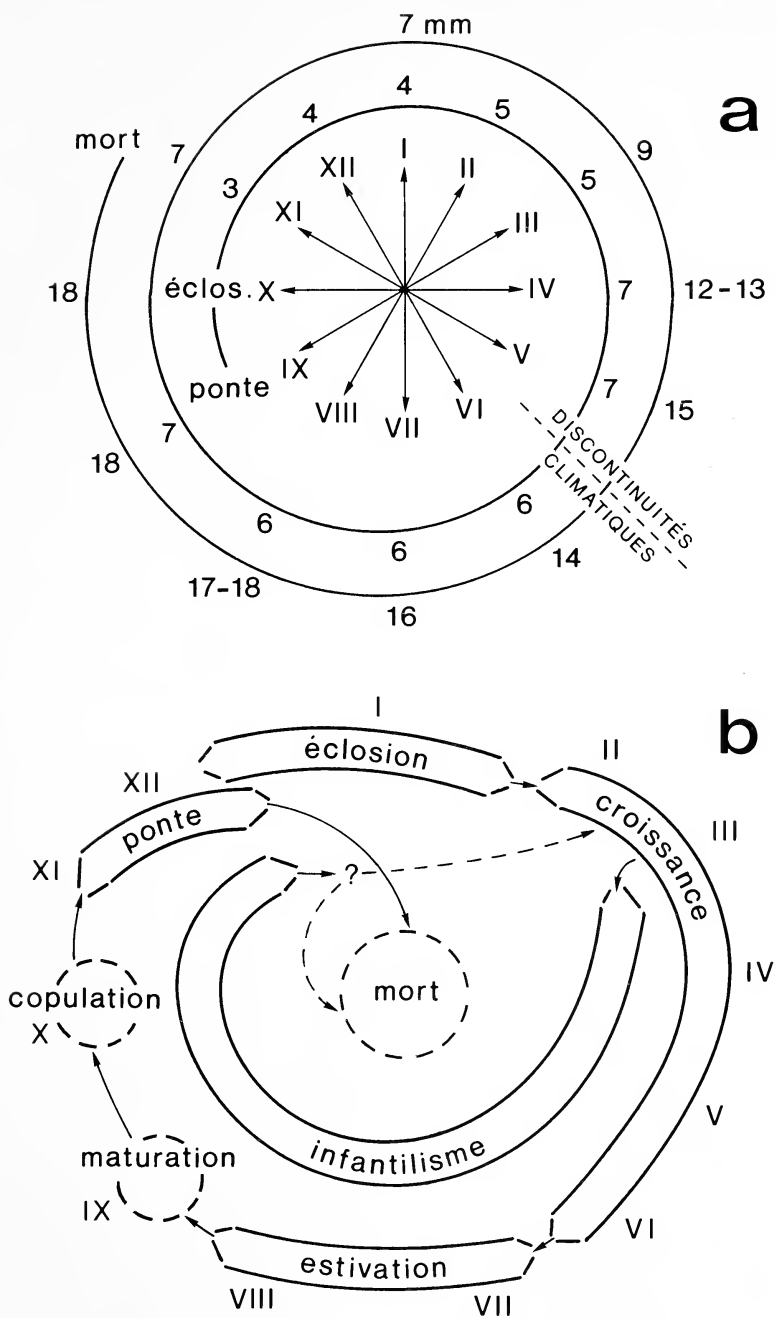 7 mm
a
4
mort
7
4
5
9
I
XII
II
3
5
XI
III
18
éclos. X
IV
7
12-13
IX
V
ponte
VIII
VII
VI
7
15
7
DISCONTINUITÉS
CLIMATIQUES
18
6
6
6
14
17-18
16
b
I
éclosion
II
XII
croissance
III
ponte
XI
?
mort
IV
copulation
X
V
infantilisme
maturation
IX
VI
estivation
VIII
VII